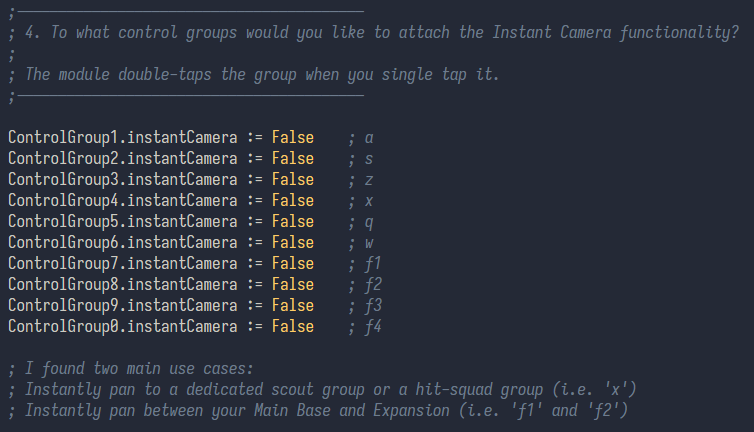 ;-----------------------------------------
; 4. To what control groups would you like to attach the Instant Camera functionality?
;
; The module double-taps the group when you single tap it.
;-----------------------------------------
ControlGroup1.instantCamera := False    ; a
ControlGroup2.instantCamera := False    ; s
ControlGroup3.instantCamera := False    ; z
ControlGroup4.instantCamera := False    ; x
ControlGroup5.instantCamera := False    ; q
ControlGroup6.instantCamera := False    ; w
ControlGroup7.instantCamera := False    ; f1
ControlGroup8.instantCamera := False    ; f2
ControlGroup9.instantCamera := False    ; f3
ControlGroup0.instantCamera := False    ; f4
; I found two main use cases:
; Instantly pan to a dedicated scout group or a hit-squad group (i.e. 'x')
; Instantly pan between your Main Base and Expansion (i.e. 'f1' and 'f2')